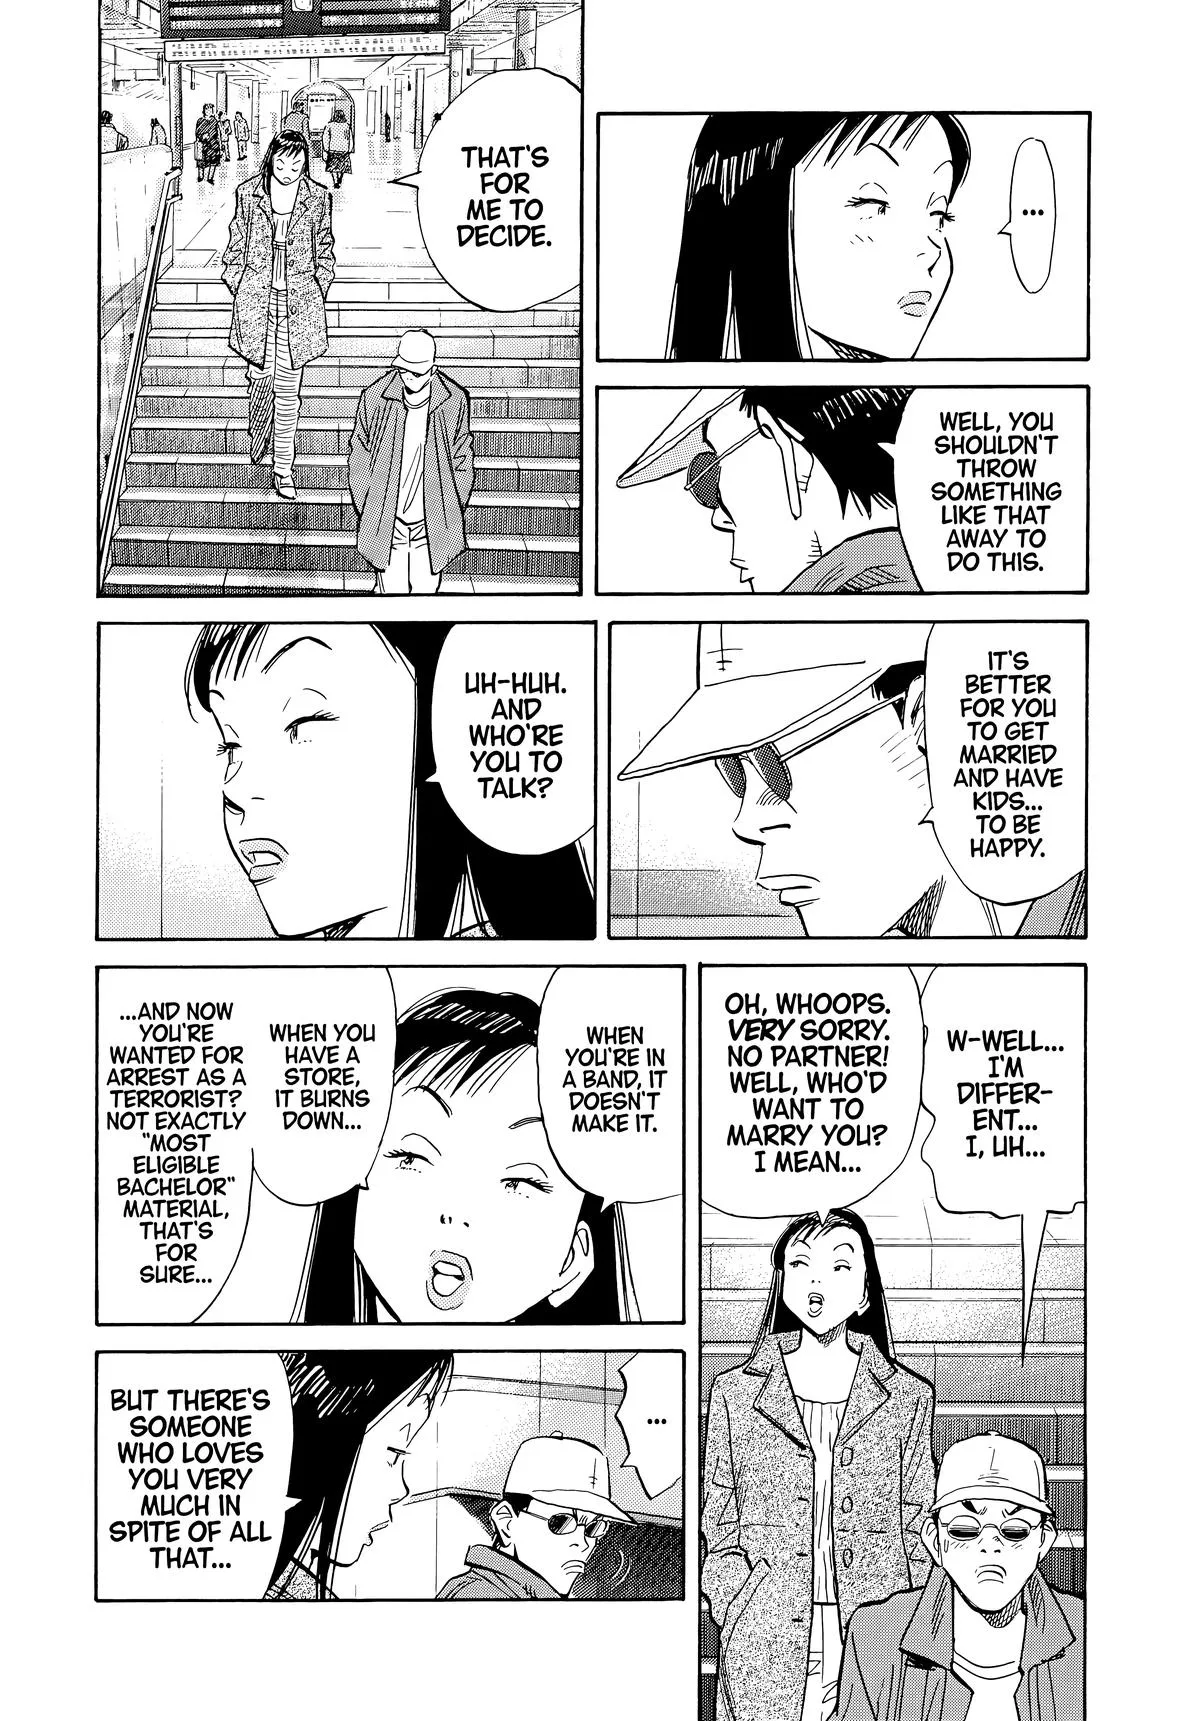 ...
WELL, YOU
SHOULDN'T
THROW
SOMETHING
LIKE THAT
AWAY TO
DO THIS.
THAT'S
FOR
ME TO
DECIDE.
IT'S
BETTER
FOR YOU
TO GET
MARRIED
AND HAVE
KIDS...
TO BE
HAPPY.
UH-HUH.
AND
WHO'RE
YOU TO
TALK?
W-WELL...
I'M
DIFFER-
ENT...
I, UH...
OH, WHOOPS.
VERY SORRY.
NO PARTNER!
WELL, WHO'D
WANT TO
MARRY YOU?
I MEAN...
WHEN
YOU'RE IN
A BAND, IT
DOESN'T
MAKE IT.
WHEN YOU
HAVE A
STORE,
IT BURNS
DOWN...
...AND NOW
YOU'RE
WANTED FOR
ARREST AS A
TERRORIST?
NOT EXACTLY
"MOST
ELIGIBLE
BACHELOR"
MATERIAL,
THAT'S
FOR
SURE...
...
BUT THERE'S
SOMEONE
WHO LOVES
YOU VERY
MUCH IN
SPITE OF ALL
THAT...